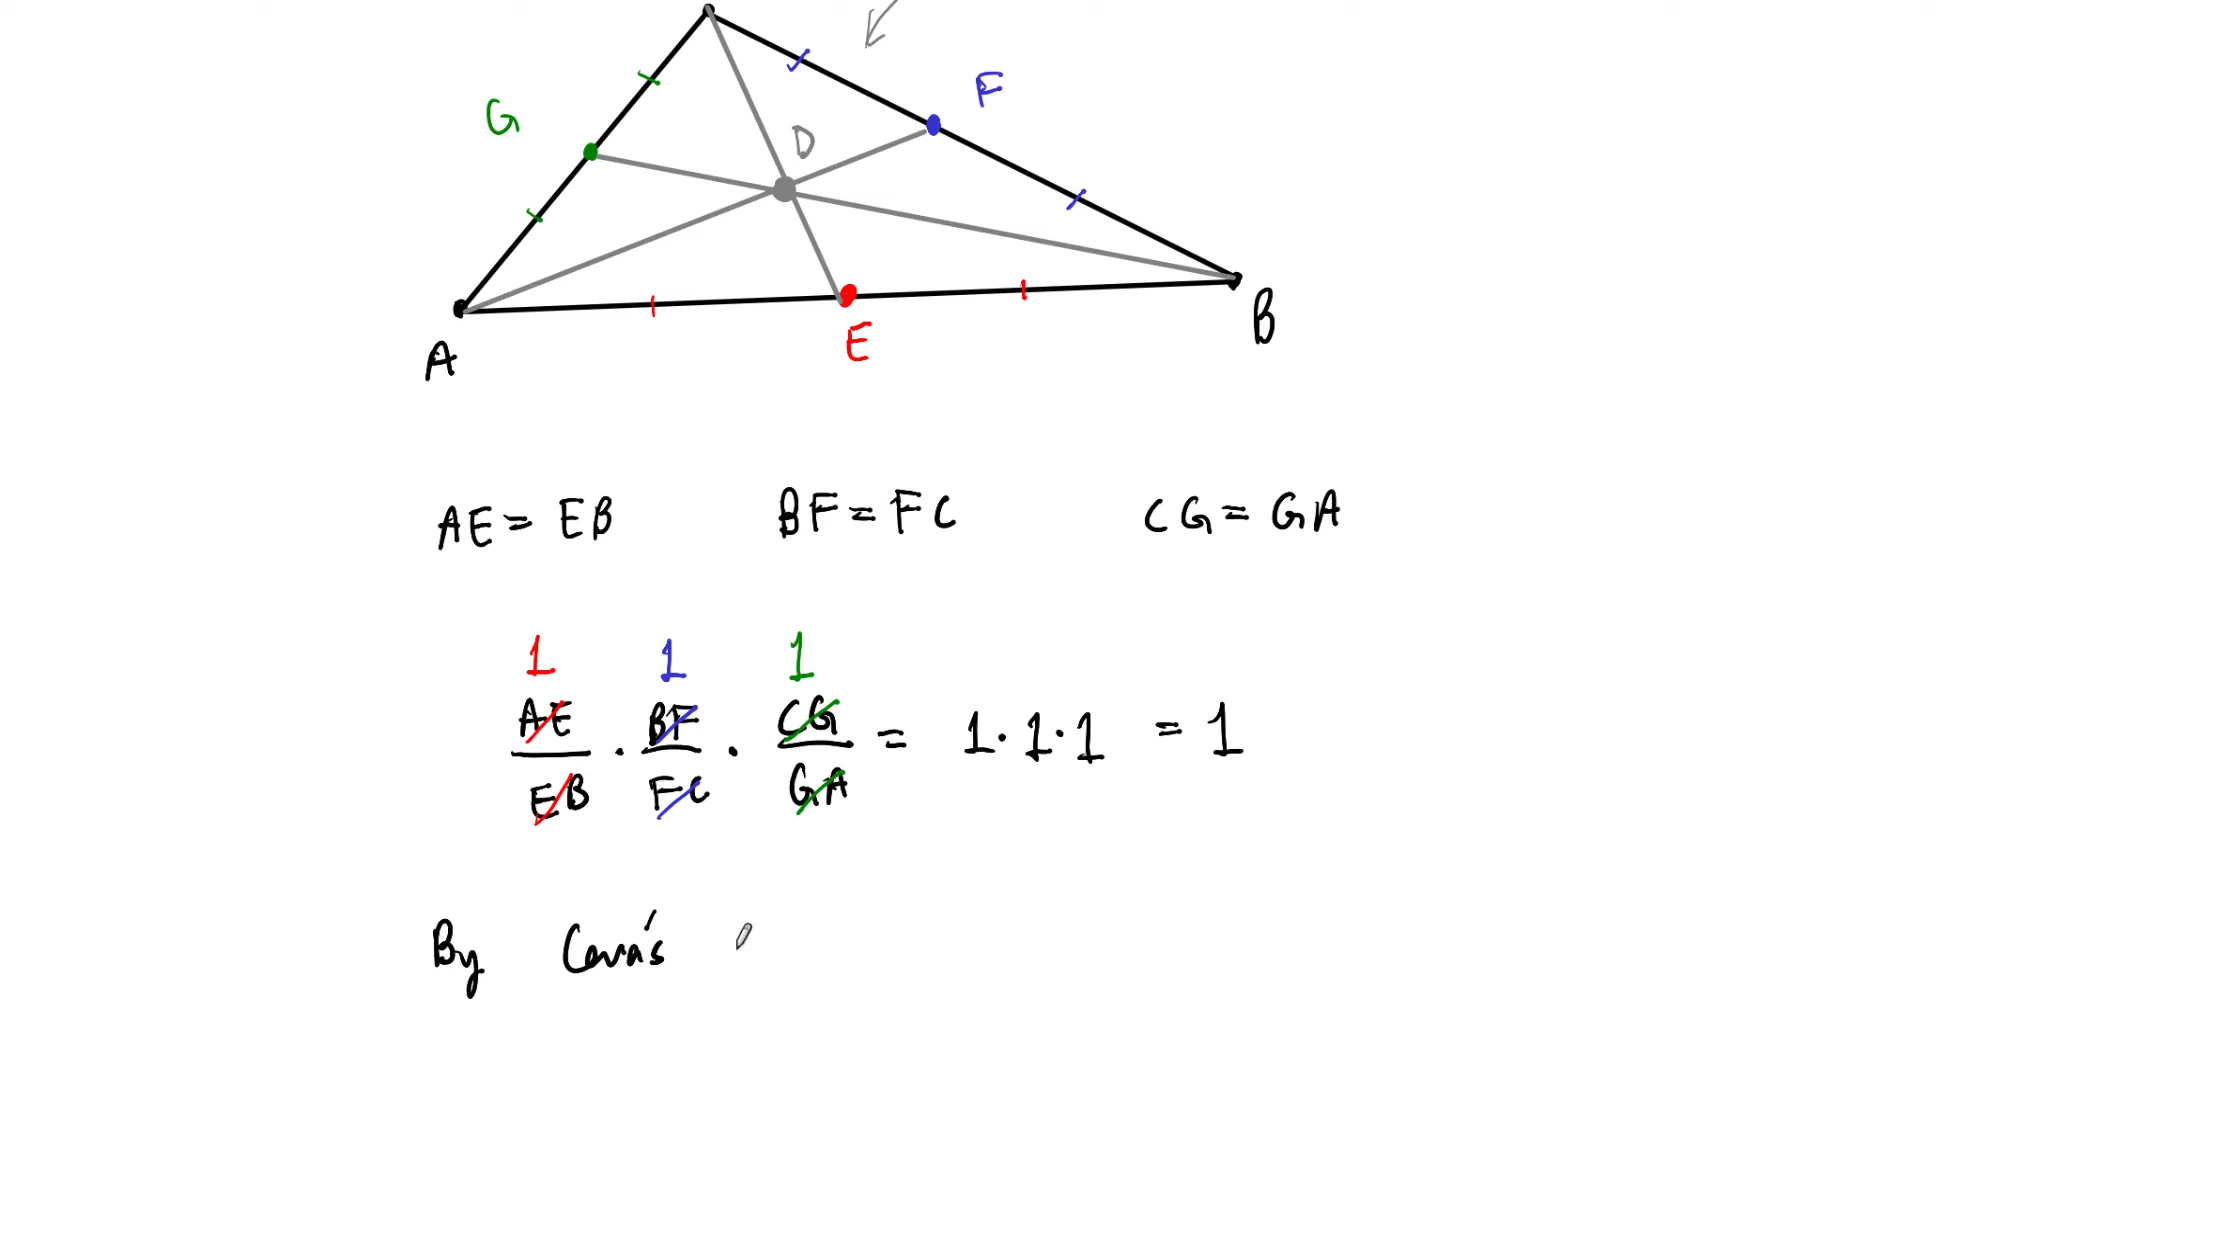 G
F
D
E
A
B
AE = EB BF = FC CG = GA
1 1 1
AE/EB · BF/FC · CG/GA = 1·1·1 = 1
By Ceva's